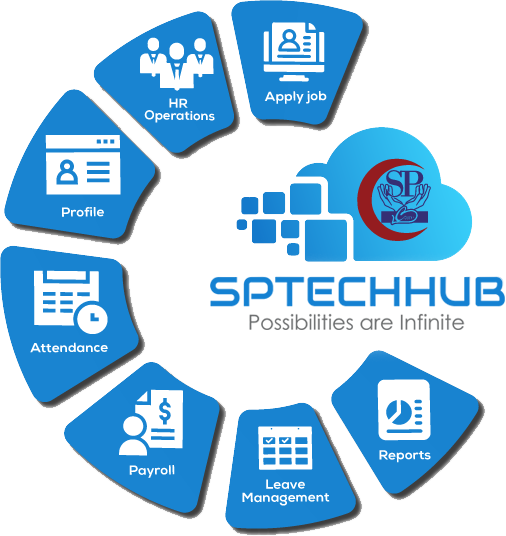 Apply job
HR
Operations
Profile
Attendance
Payroll
Leave
Management
Reports
SP
SPTECHHUB
Possibilities are Infinite